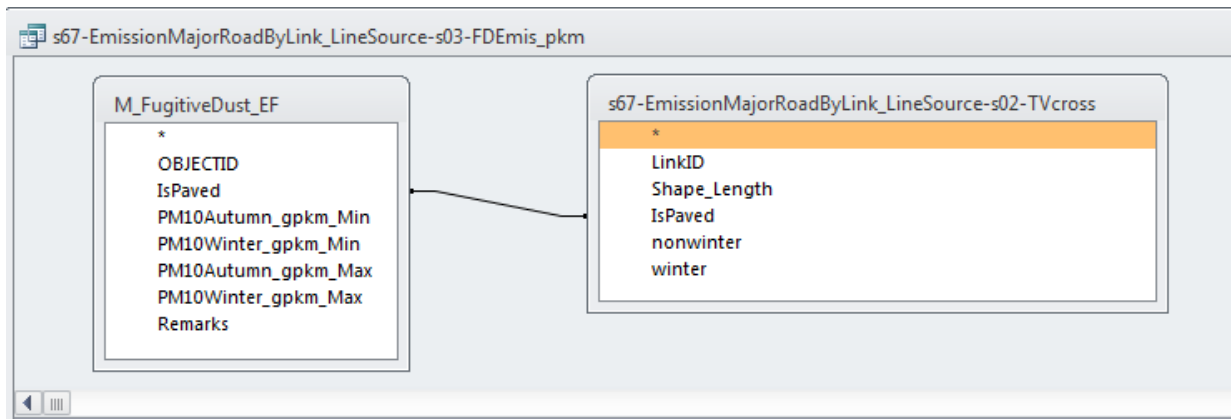 s67-EmissionMajorRoadByLink_LineSource-s03-FDEmis_pkm
M_FugitiveDust_EF
*
OBJECTID
IsPaved
PM10Autumn_gpkm_Min
PM10Winter_gpkm_Min
PM10Autumn_gpkm_Max
PM10Winter_gpkm_Max
Remarks
s67-EmissionMajorRoadByLink_LineSource-s02-TVcross
*
LinkID
Shape_Length
IsPaved
nonwinter
winter